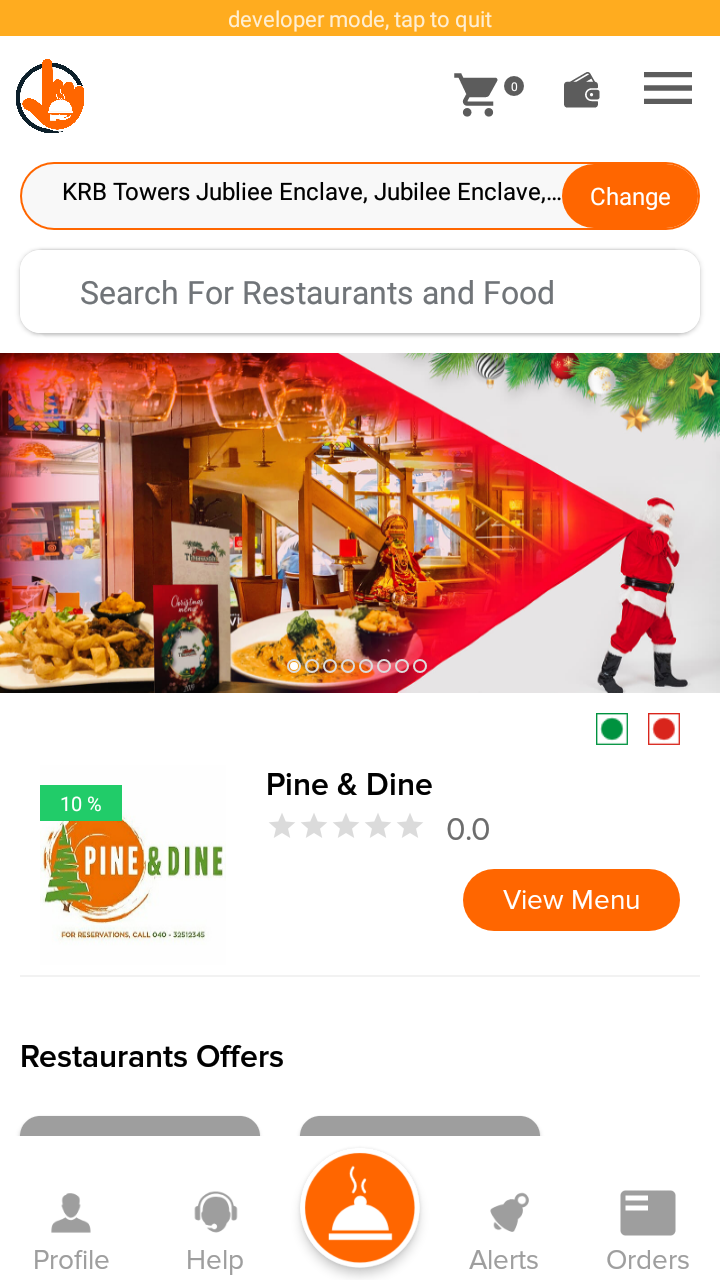 developer mode, tap to quit
0
KRB Towers Jubliee Enclave, Jubilee Enclave,...
Change
Search For Restaurants and Food
Christmas
menu
Pine & Dine
10 %
0.0
PINE & DINE
View Menu
FOR RESERVATIONS, CALL 040 - 32512345
Restaurants Offers
Profile
Help
Alerts
Orders